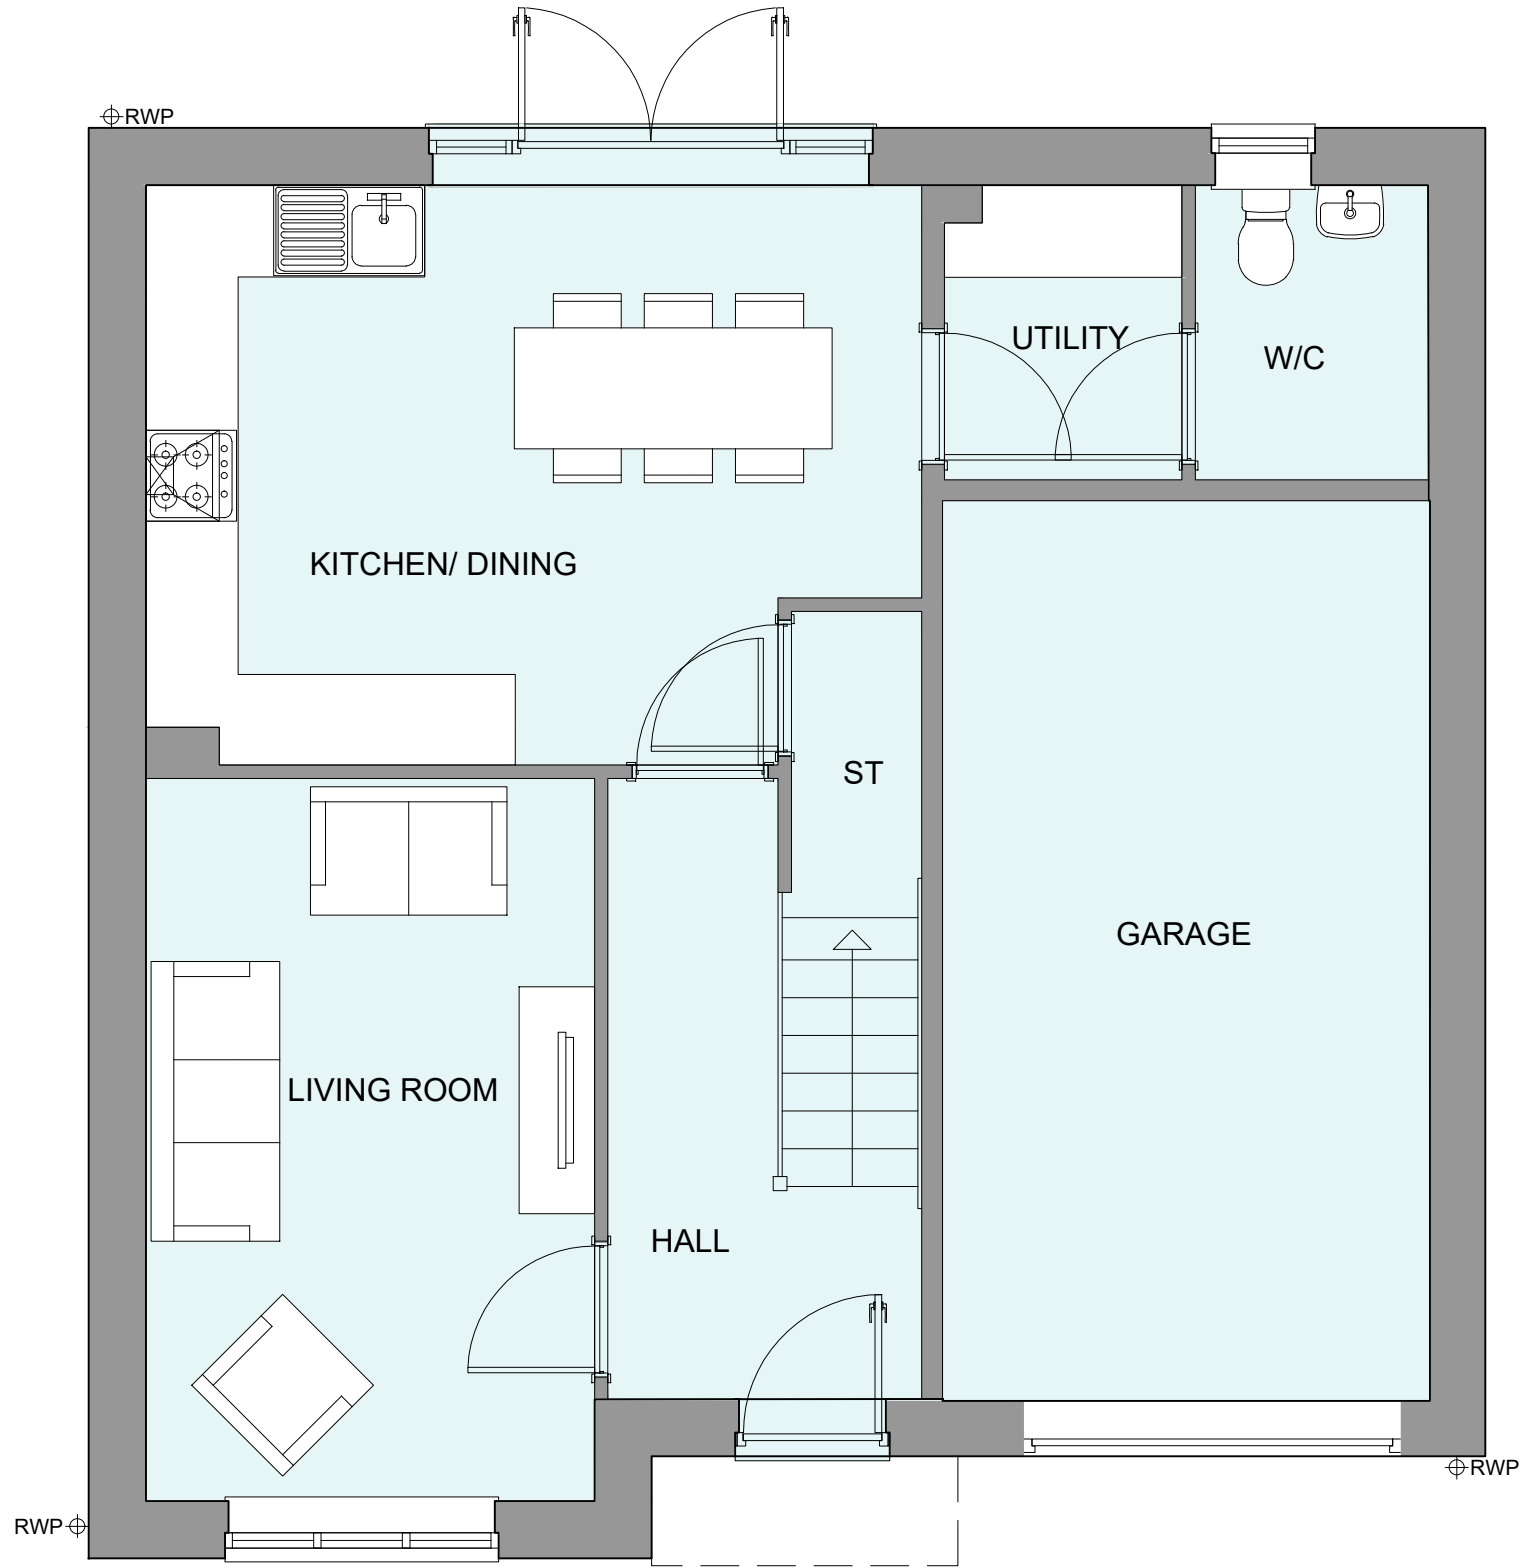 RWP
UTILITY
W/C
KITCHEN/ DINING
ST
GARAGE
LIVING ROOM
HALL
RWP
RWP